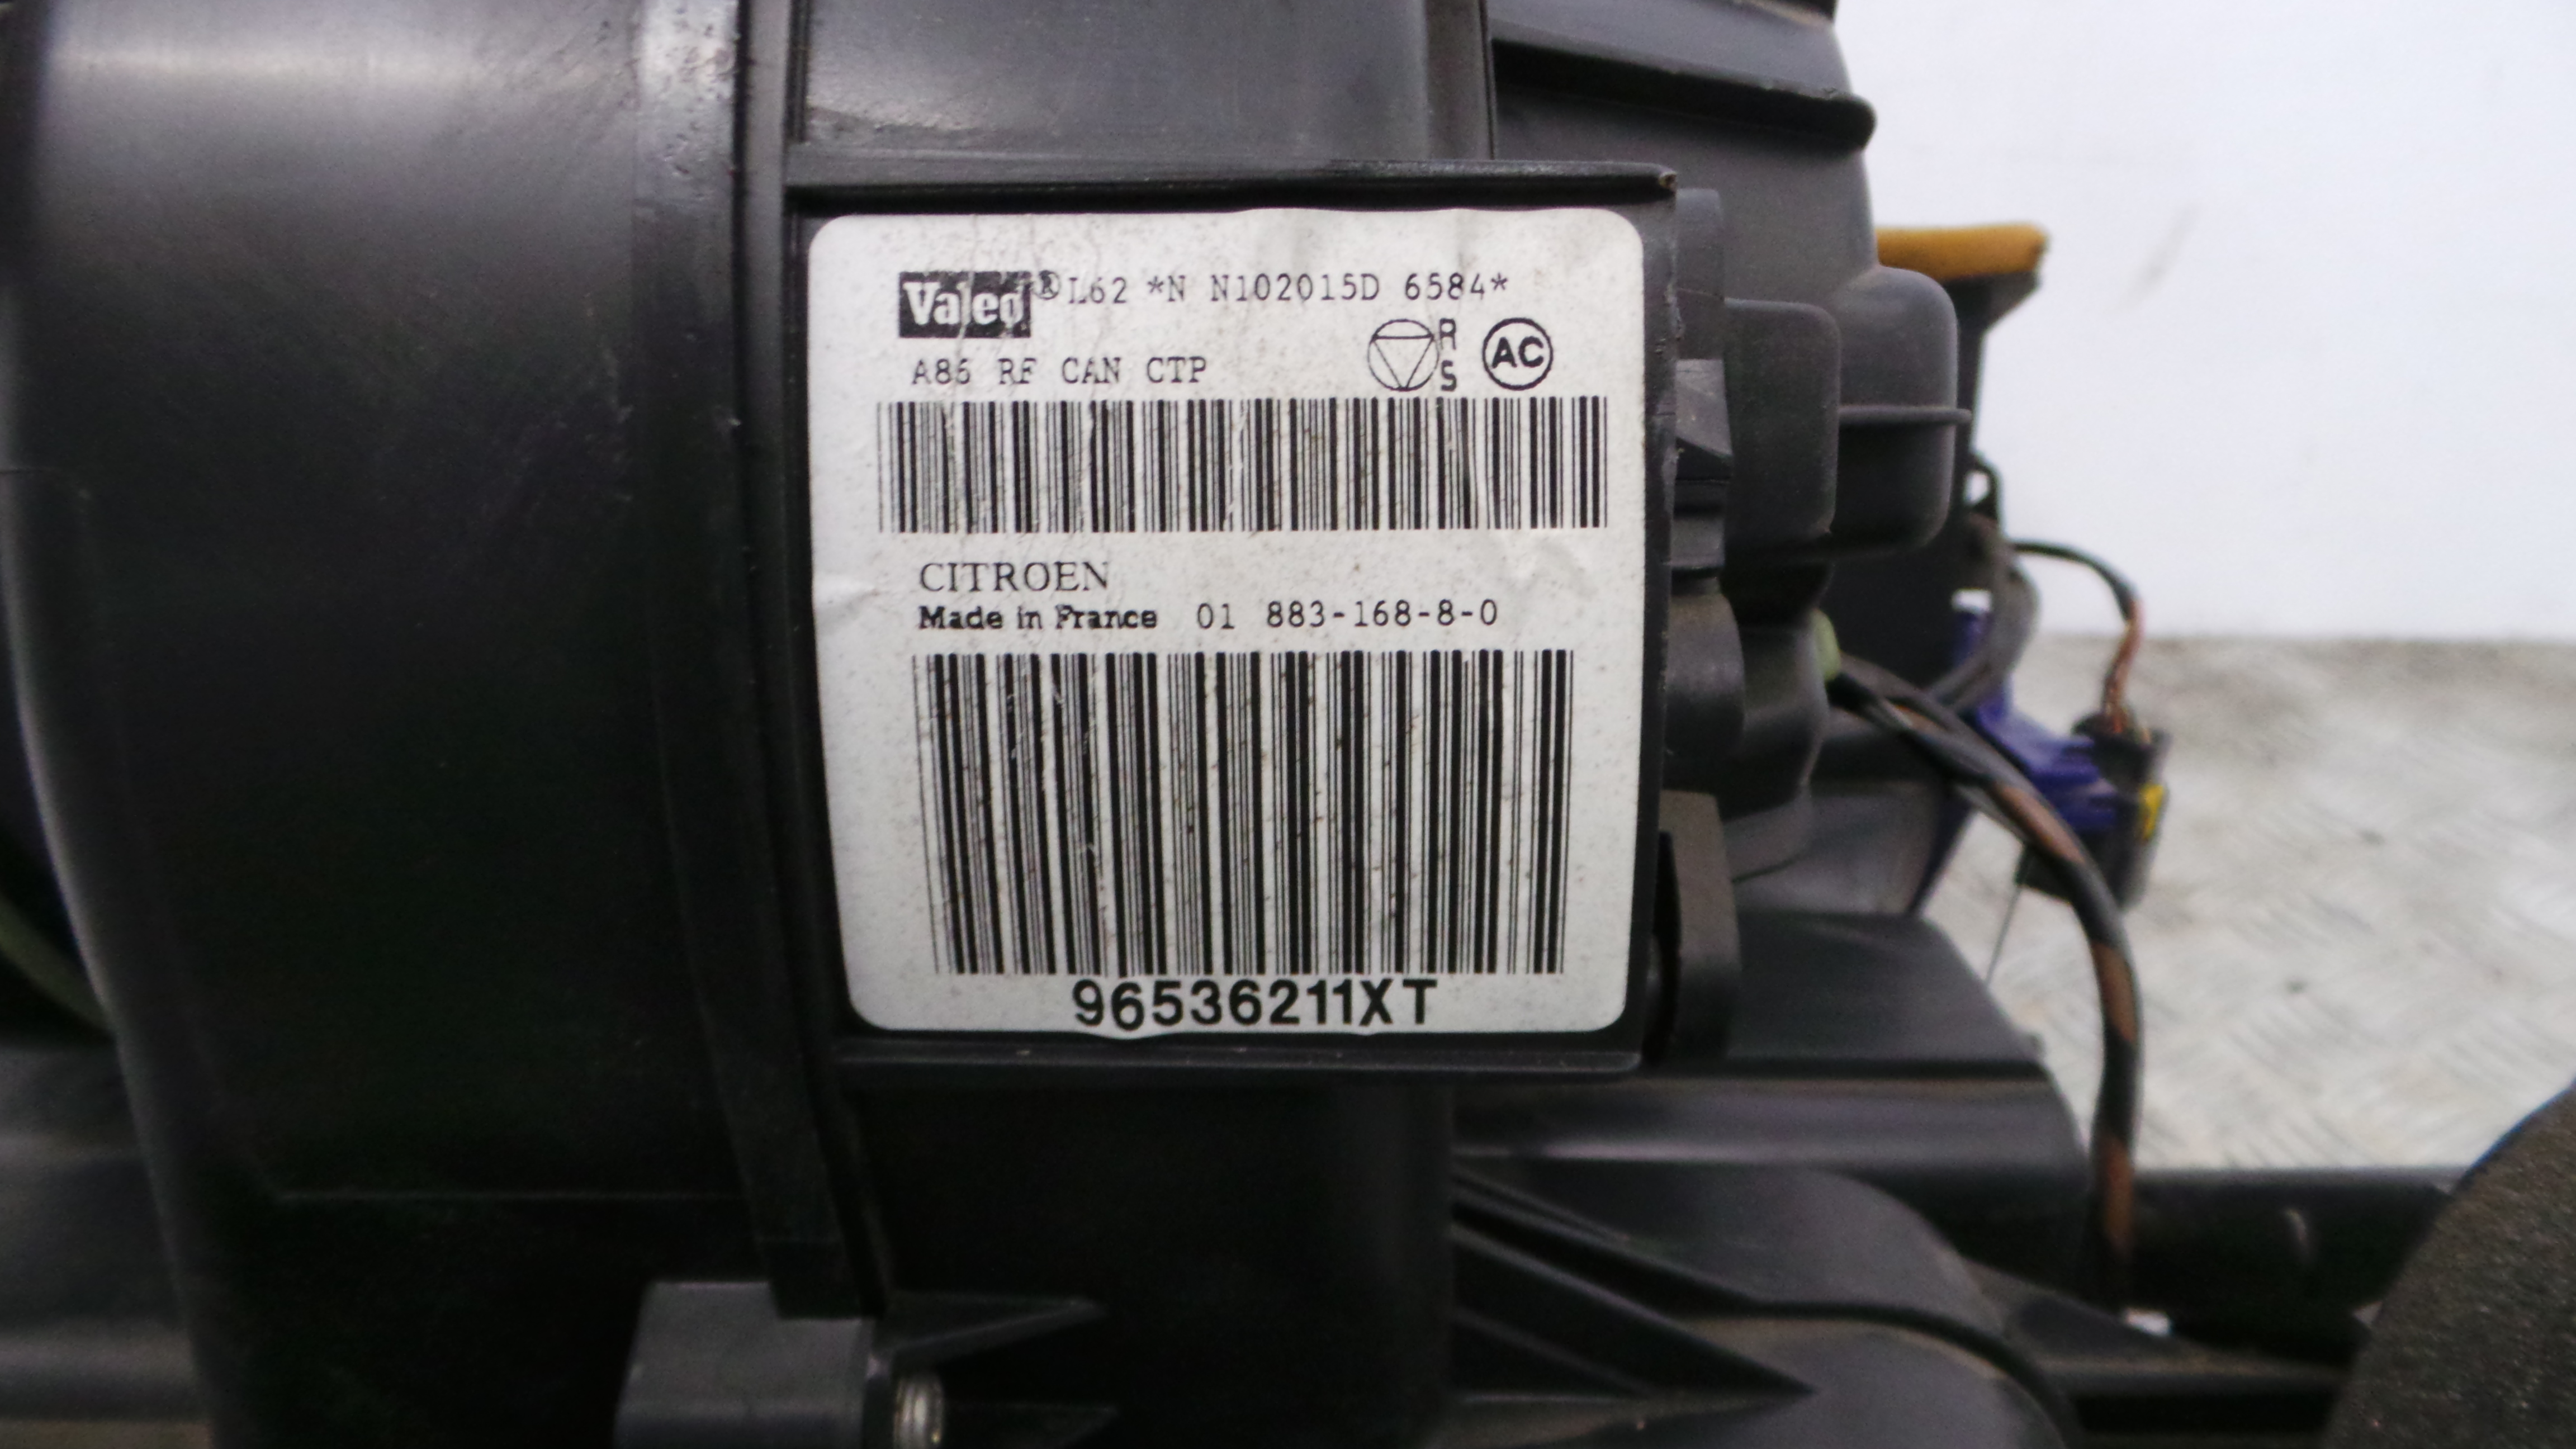 Valeo® L62 *N N102015D 6584*
A86 RF CAN CTP R S AC
CITROEN
Made in France 01 883-168-8-0
96536211XT